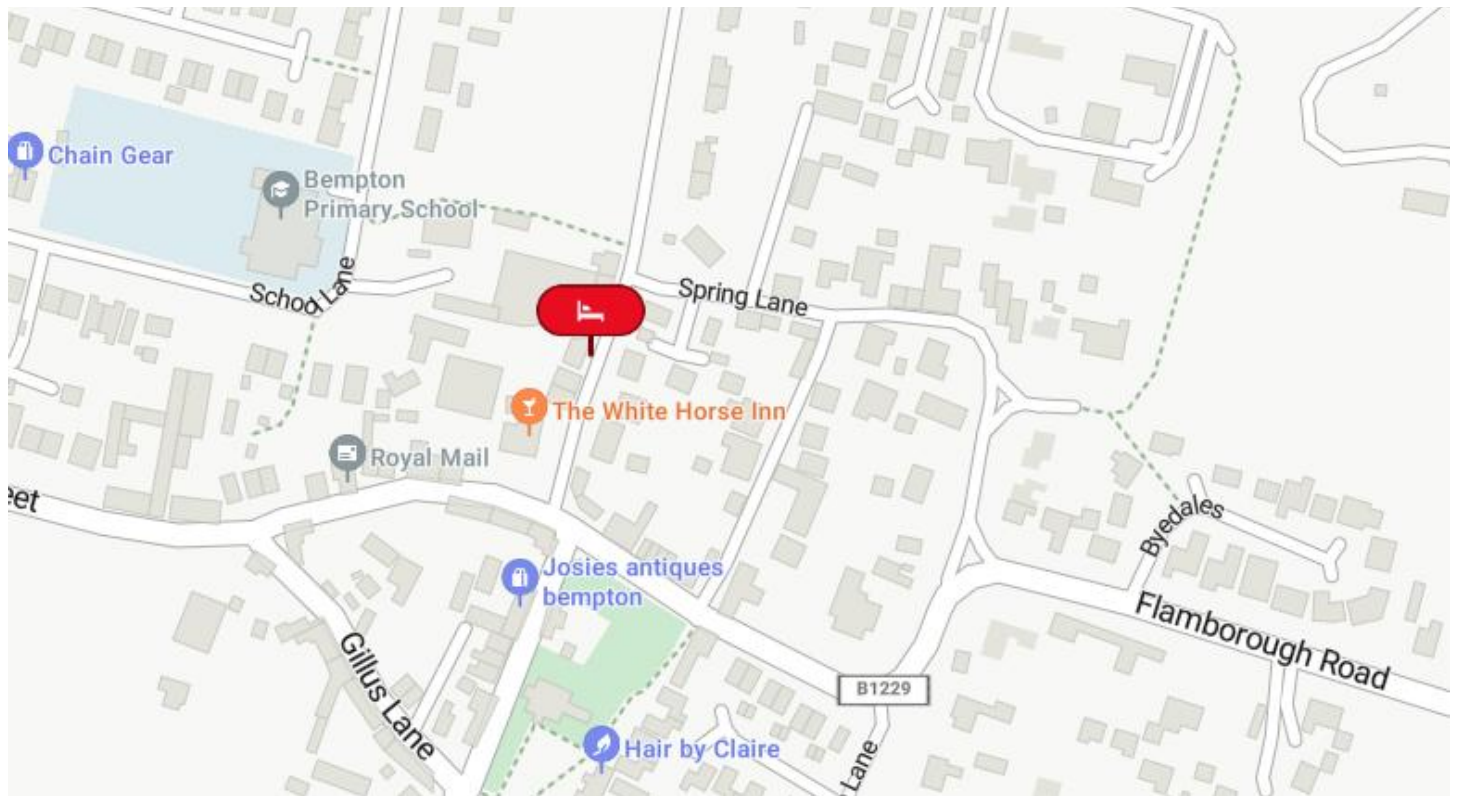 Chain Gear
Bempton
Primary School
School Lane
Spring Lane
The White Horse Inn
Royal Mail
eet
Byedales
Josies antiques
bempton
Flamborough Road
Gillus Lane
B1229
Hair by Claire
Lane